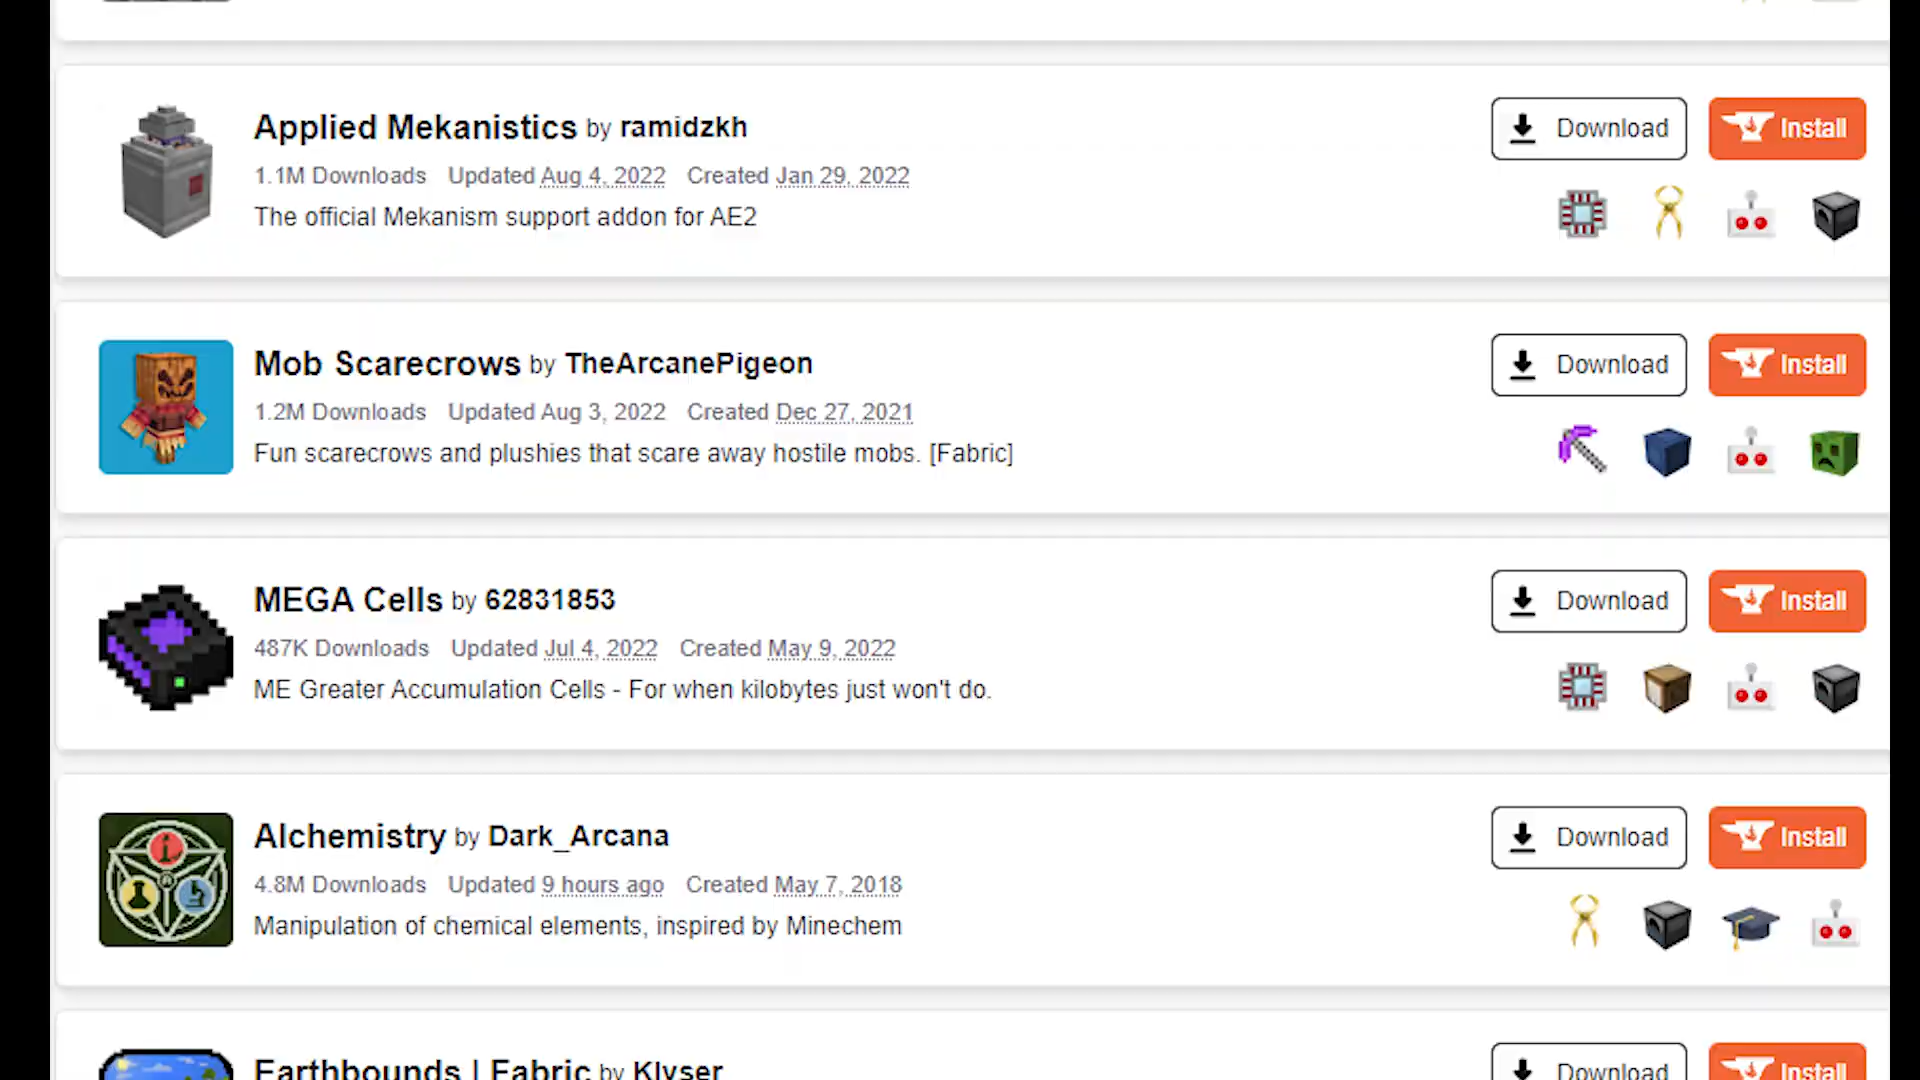 Applied Mekanistics by ramidzkh
Download
Install
1.1M Downloads Updated Aug 4, 2022 Created Jan 29, 2022
The official Mekanism support addon for AE2
Mob Scarecrows by TheArcanePigeon
Download
Install
1.2M Downloads Updated Aug 3, 2022 Created Dec 27, 2021
Fun scarecrows and plushies that scare away hostile mobs. [Fabric]
MEGA Cells by 62831853
Download
Install
487K Downloads Updated Jul 4, 2022 Created May 9, 2022
ME Greater Accumulation Cells - For when kilobytes just won't do.
Alchemistry by Dark_Arcana
Download
Install
4.8M Downloads Updated 9 hours ago Created May 7, 2018
Manipulation of chemical elements, inspired by Minechem
Earthbounds | Fabric by Klyser
Download
Install